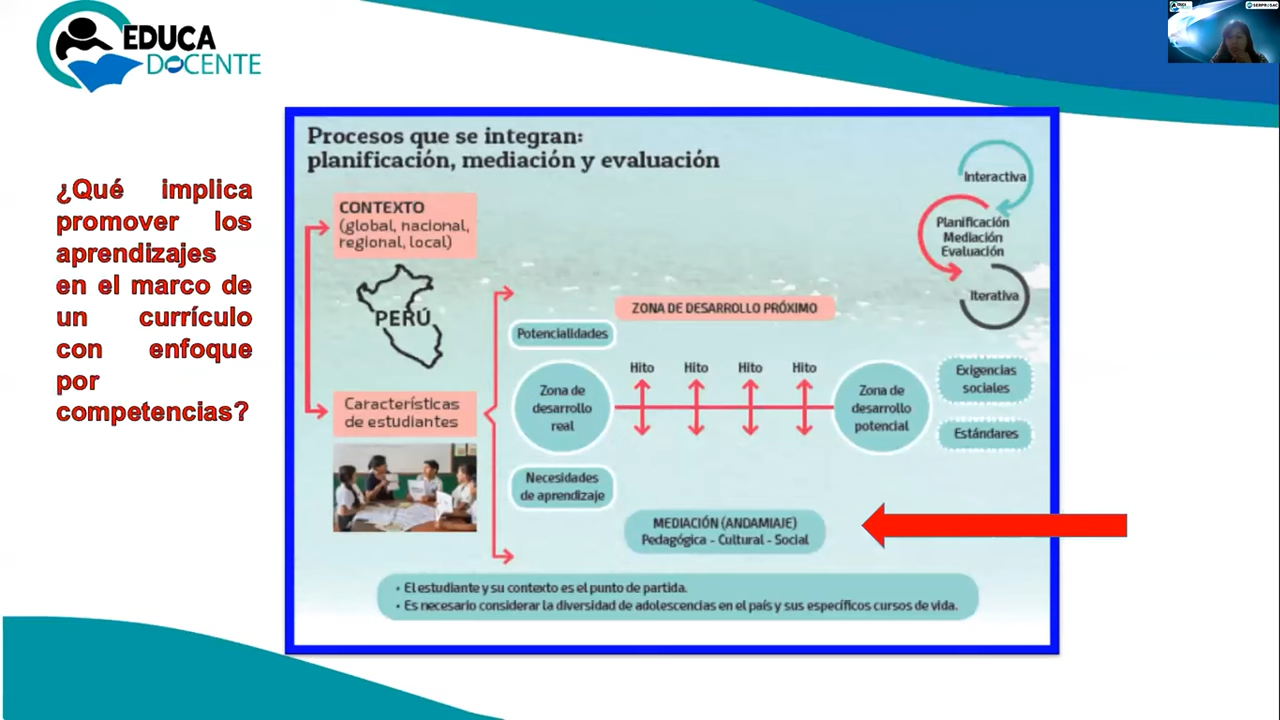 EDUCA
DOCENTE
SERPROSAC
¿Qué implica
promover los
aprendizajes
en el marco de
un currículo
con enfoque
por
competencias?
Procesos que se integran:
planificación, mediación y evaluación
Interactiva
Planificación
Mediación
Evaluación
Iterativa
CONTEXTO
(global, nacional,
regional, local)
PERÚ
Características
de estudiantes
ZONA DE DESARROLLO PRÓXIMO
Potencialidades
Zona de
desarrollo
real
Necesidades
de aprendizaje
Hito Hito Hito Hito
Zona de
desarrollo
potencial
Exigencias
sociales
Estándares
MEDIACIÓN (ANDAMIAJE)
Pedagógica - Cultural - Social
• El estudiante y su contexto es el punto de partida.
• Es necesario considerar la diversidad de adolescencias en el país y sus específicos cursos de vida.